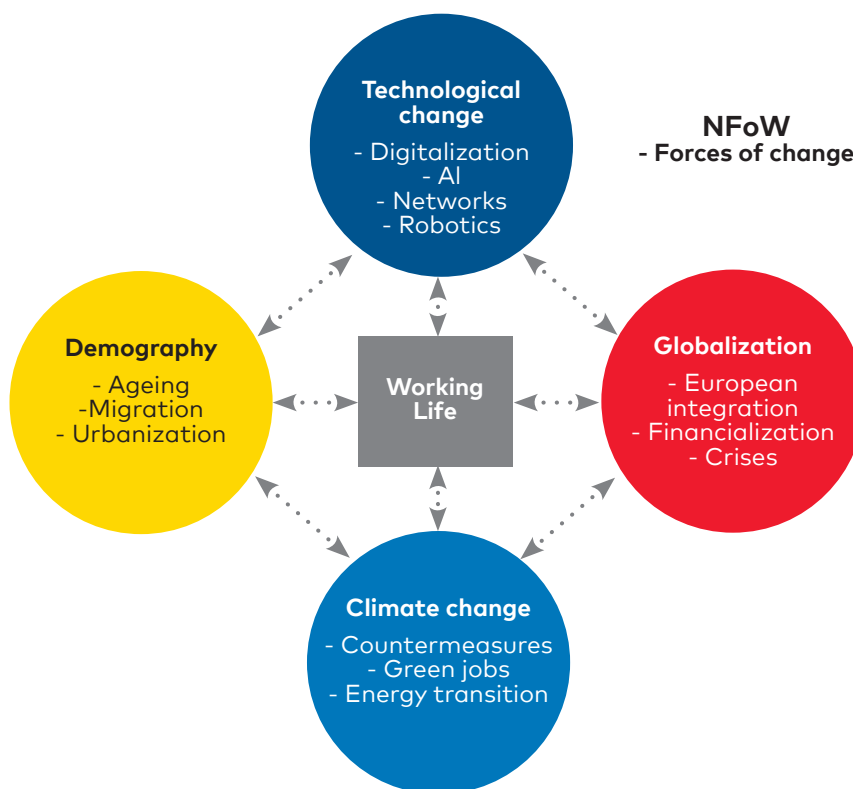 Technological
change
- Digitalization
- AI
- Networks
- Robotics
NFoW
- Forces of change
Demography
- Ageing
-Migration
- Urbanization
Working
Life
Globalization
- European
integration
- Financialization
- Crises
Climate change
- Countermeasures
- Green jobs
- Energy transition